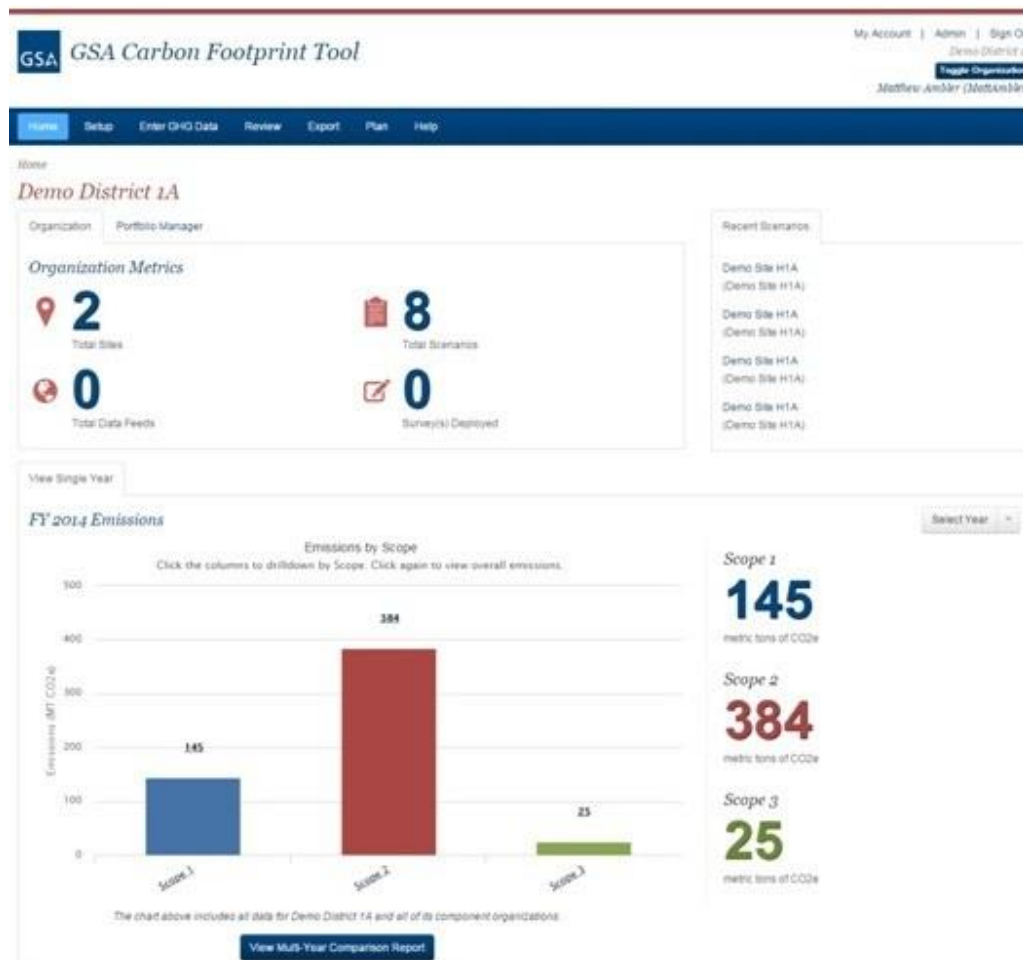 GSA
GSA Carbon Footprint Tool
My Account | Admin | Sign O
Demo District
Toggle Organization
Matthew Ambler (MattAmbler
Home Setup Enter GHG Data Review Export Plan Help
Home
Demo District 1A
Organization Portfolio Manager
Organization Metrics
2
Total Sites
8
Total Scenarios
0
Total Data Feeds
0
Survey(s) Deployed
Recent Scenarios
Demo Site H1A
(Demo Site H1A)
Demo Site H1A
(Demo Site H1A)
Demo Site H1A
(Demo Site H1A)
Demo Site H1A
(Demo Site H1A)
View Single Year
FY 2014 Emissions
Select Year
Emissions by Scope
Click the columns to drilldown by Scope. Click again to view overall emissions.
Emissions (MT CO2e)
500
400
300
200
100
0
145
384
25
Scope 1
Scope 2
Scope 3
The chart above includes all data for Demo District 1A and all of its component organizations.
View Multi-Year Comparison Report
Scope 1
145
metric tons of CO2e
Scope 2
384
metric tons of CO2e
Scope 3
25
metric tons of CO2e